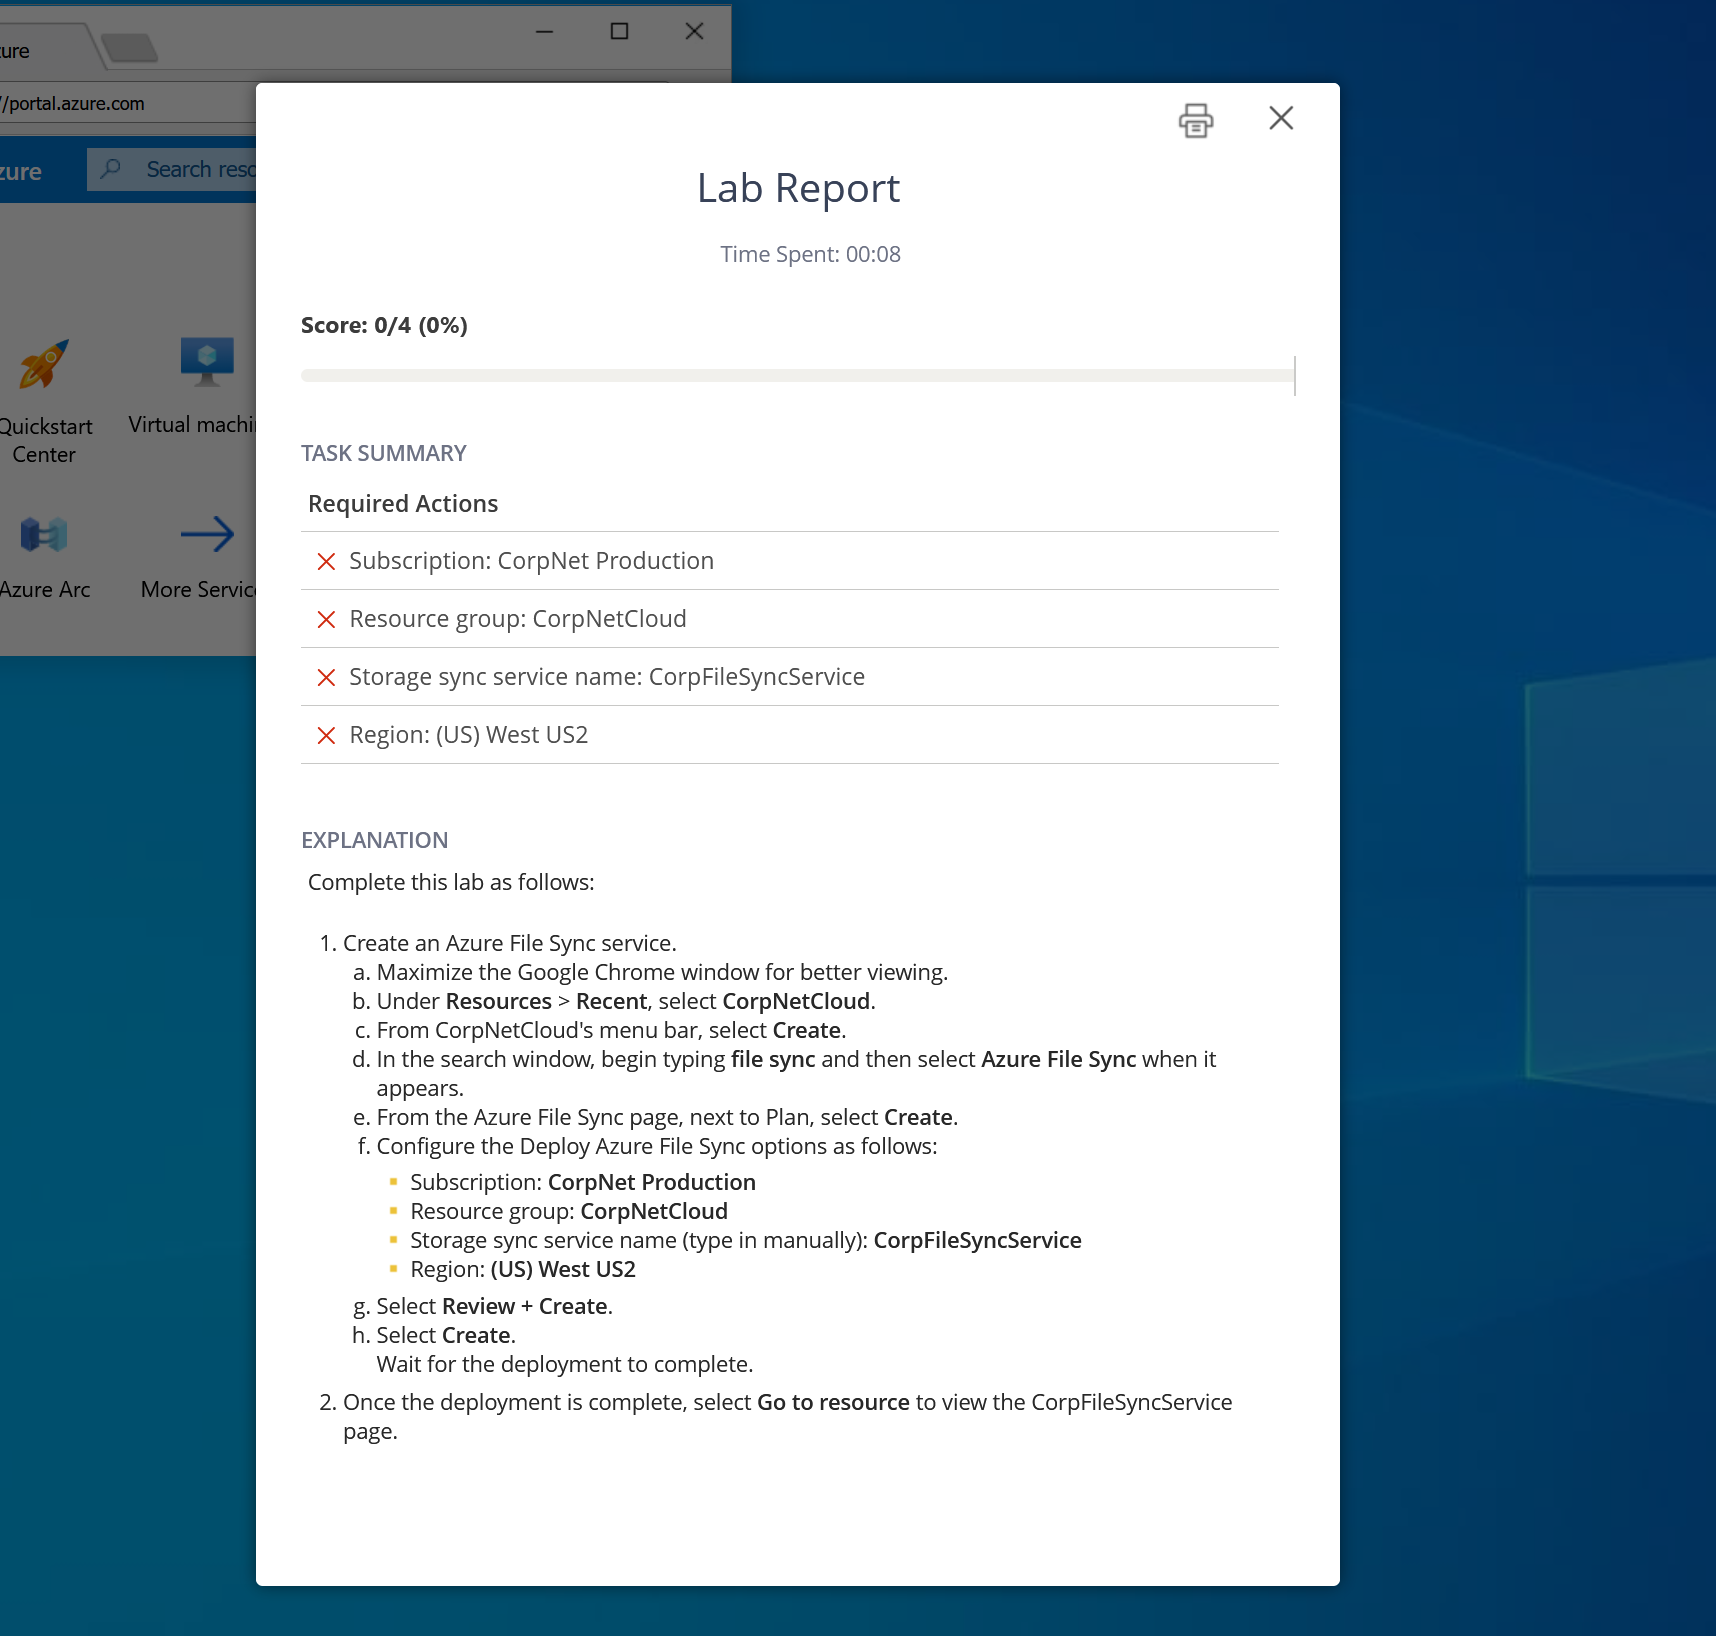 ure
//portal.azure.com
zure
Search reso
Quickstart
Center
Virtual machi
Azure Arc
More Servic
Lab Report
Time Spent: 00:08
Score: 0/4 (0%)
TASK SUMMARY
Required Actions
Subscription: CorpNet Production
Resource group: CorpNetCloud
Storage sync service name: CorpFileSyncService
Region: (US) West US2
EXPLANATION
Complete this lab as follows:
1. Create an Azure File Sync service.
a. Maximize the Google Chrome window for better viewing.
b. Under Resources > Recent, select CorpNetCloud.
c. From CorpNetCloud's menu bar, select Create.
d. In the search window, begin typing file sync and then select Azure File Sync when it
appears.
e. From the Azure File Sync page, next to Plan, select Create.
f. Configure the Deploy Azure File Sync options as follows:
Subscription: CorpNet Production
Resource group: CorpNetCloud
Storage sync service name (type in manually): CorpFileSyncService
Region: (US) West US2
g. Select Review + Create.
h. Select Create.
Wait for the deployment to complete.
2. Once the deployment is complete, select Go to resource to view the CorpFileSyncService
page.